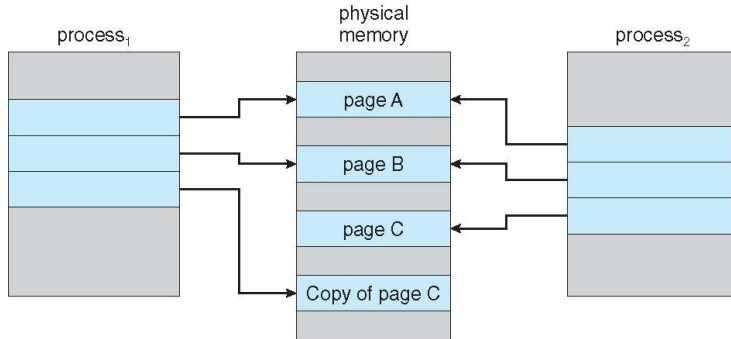 physical
memory
process₁
process₂
page A
page B
page C
Copy of page C